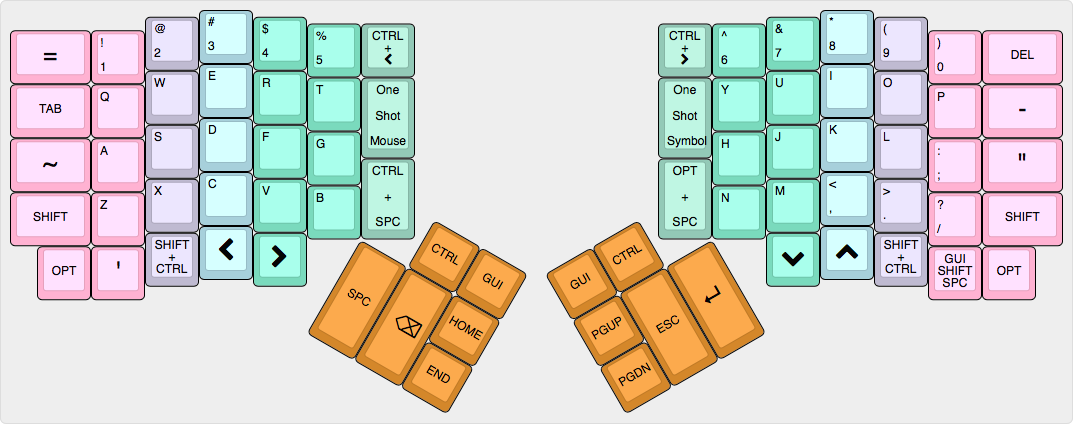 =
! 1
@ 2
# 3
$ 4
% 5
CTRL + <
TAB
Q
W
E
R
T
One
Shot
Mouse
~
A
S
D
F
G
SHIFT
Z
X
C
V
B
CTRL
+
SPC
OPT
'
SHIFT
+
CTRL
<
>
CTRL
GUI
SPC
HOME
END
CTRL + >
^ 6
& 7
* 8
( 9
) 0
DEL
One
Shot
Symbol
Y
U
I
O
P
-
H
J
K
L
: ;
"
OPT
+
SPC
N
M
< ,
> .
? /
SHIFT
SHIFT
+
CTRL
GUI
SHIFT
SPC
OPT
GUI
CTRL
PGUP
ESC
PGDN